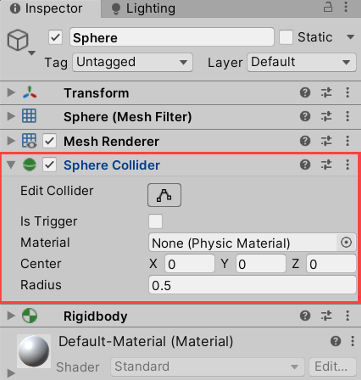 Inspector Lighting
Sphere Static
Tag Untagged Layer Default
Transform
Sphere (Mesh Filter)
Mesh Renderer
Sphere Collider
Edit Collider
Is Trigger
Material None (Physic Material)
Center X 0 Y 0 Z 0
Radius 0.5
Rigidbody
Default-Material (Material)
Shader Standard Edit...